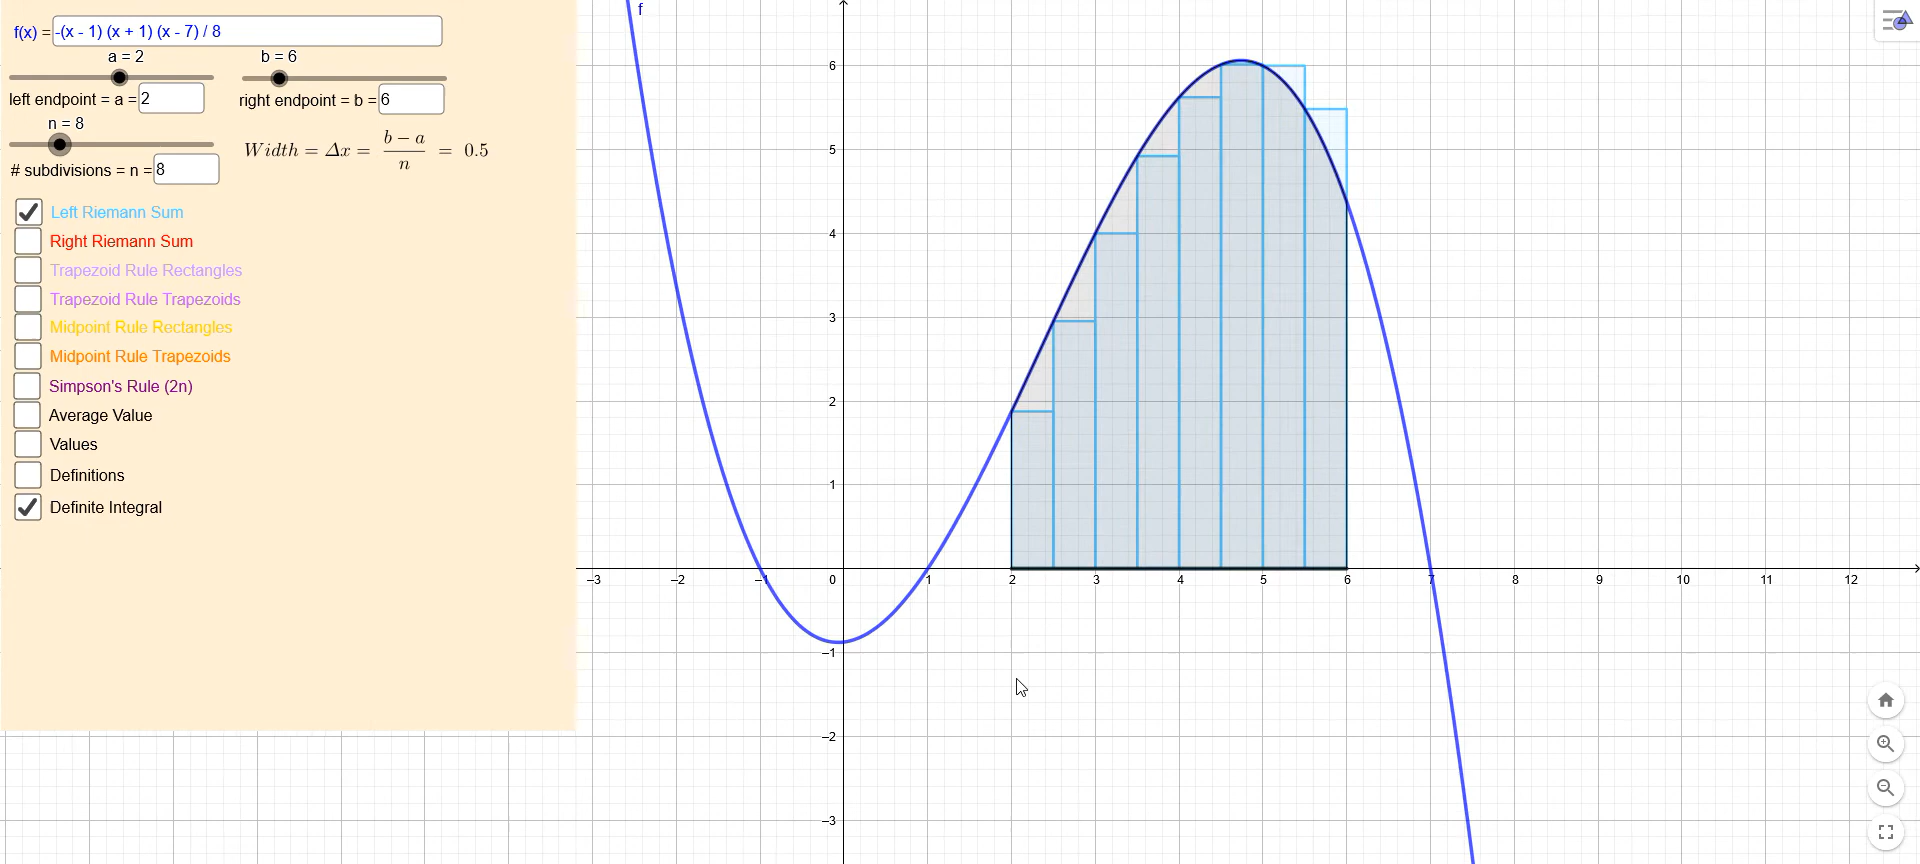 f(x) = -(x - 1) (x + 1) (x - 7) / 8
a = 2
b = 6
left endpoint = a = 2
right endpoint = b = 6
n = 8
Width = Δx = b − a / n = 0.5
# subdivisions = n = 8
Left Riemann Sum
Right Riemann Sum
Trapezoid Rule Rectangles
Trapezoid Rule Trapezoids
Midpoint Rule Rectangles
Midpoint Rule Trapezoids
Simpson's Rule (2n)
Average Value
Values
Definitions
Definite Integral
f
6
5
4
3
2
1
−3 −2 −1 0 1 2 3 4 5 6 7 8 9 10 11 12
−1
−2
−3